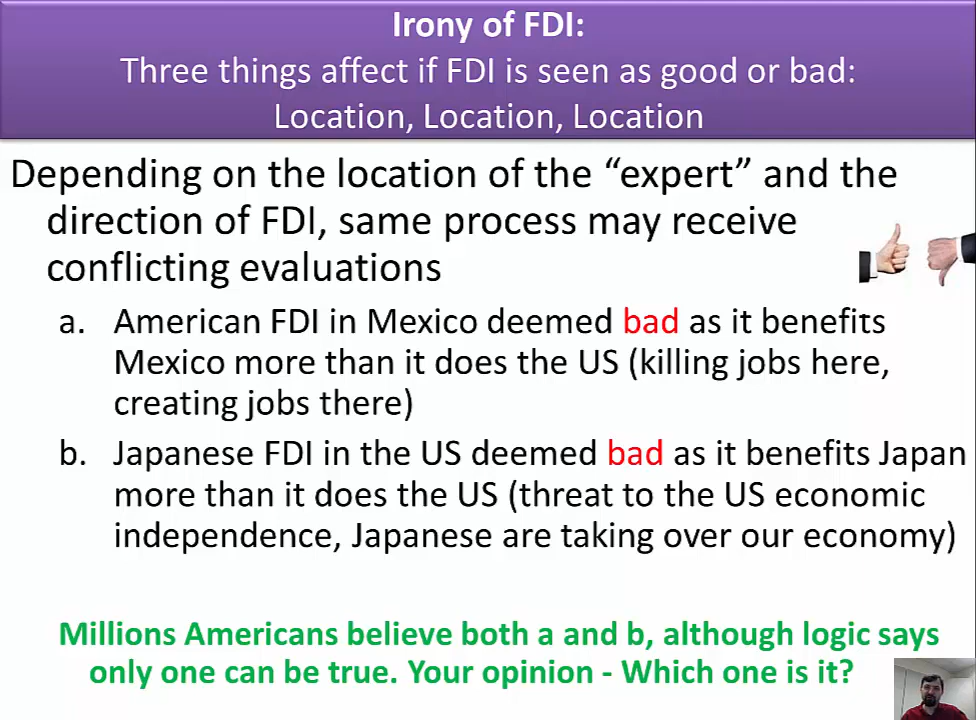 Irony of FDI:
Three things affect if FDI is seen as good or bad:
Location, Location, Location
Depending on the location of the “expert” and the
direction of FDI, same process may receive
conflicting evaluations
a. American FDI in Mexico deemed bad as it benefits
Mexico more than it does the US (killing jobs here,
creating jobs there)
b. Japanese FDI in the US deemed bad as it benefits Japan
more than it does the US (threat to the US economic
independence, Japanese are taking over our economy)
Millions Americans believe both a and b, although logic says
only one can be true. Your opinion - Which one is it?